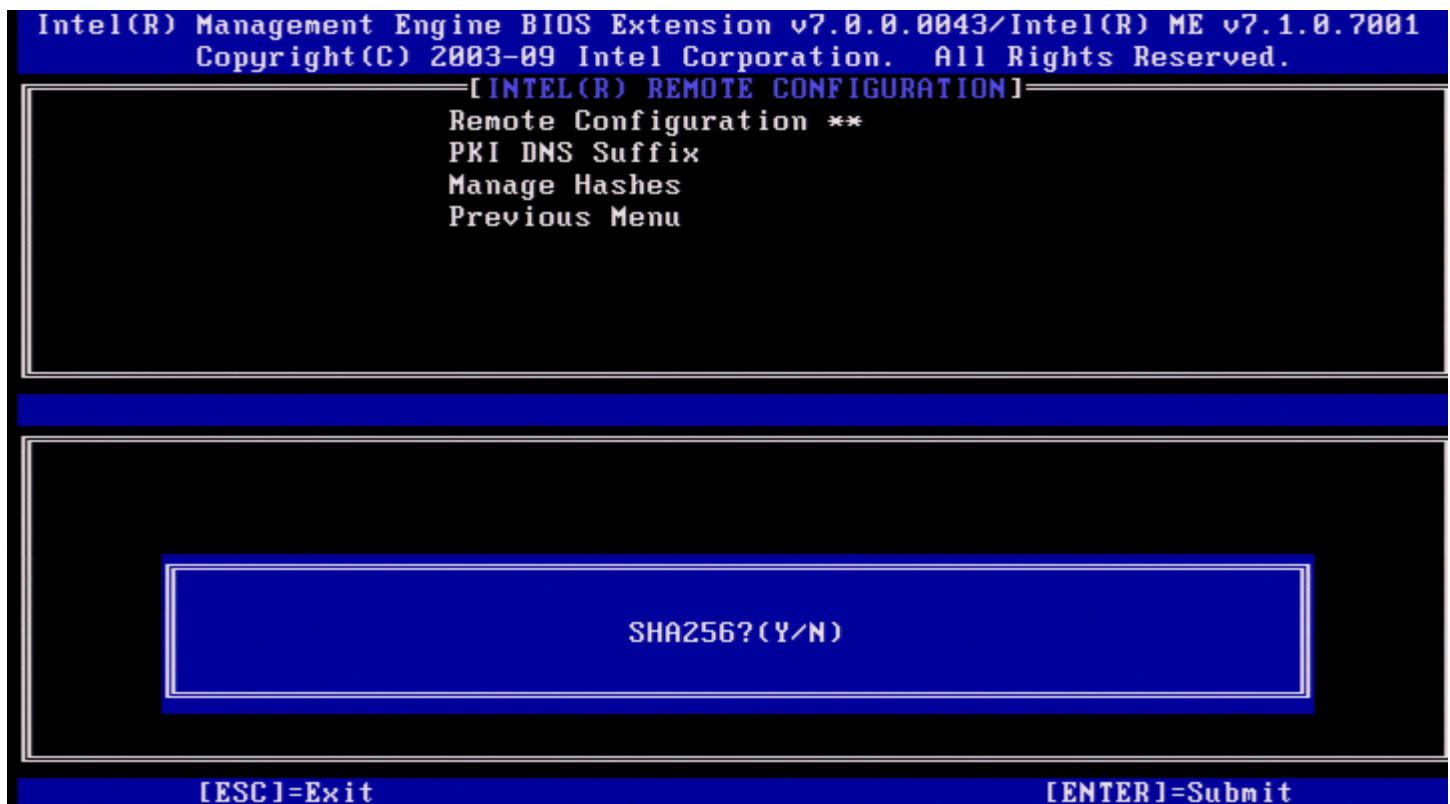 Intel(R) Management Engine BIOS Extension v7.0.0.0043/Intel(R) ME v7.1.0.7001
Copyright(C) 2003-09 Intel Corporation. All Rights Reserved.
[INTEL(R) REMOTE CONFIGURATION]
Remote Configuration **
PKI DNS Suffix
Manage Hashes
Previous Menu
SHA256?(Y/N)
[ESC]=Exit [ENTER]=Submit